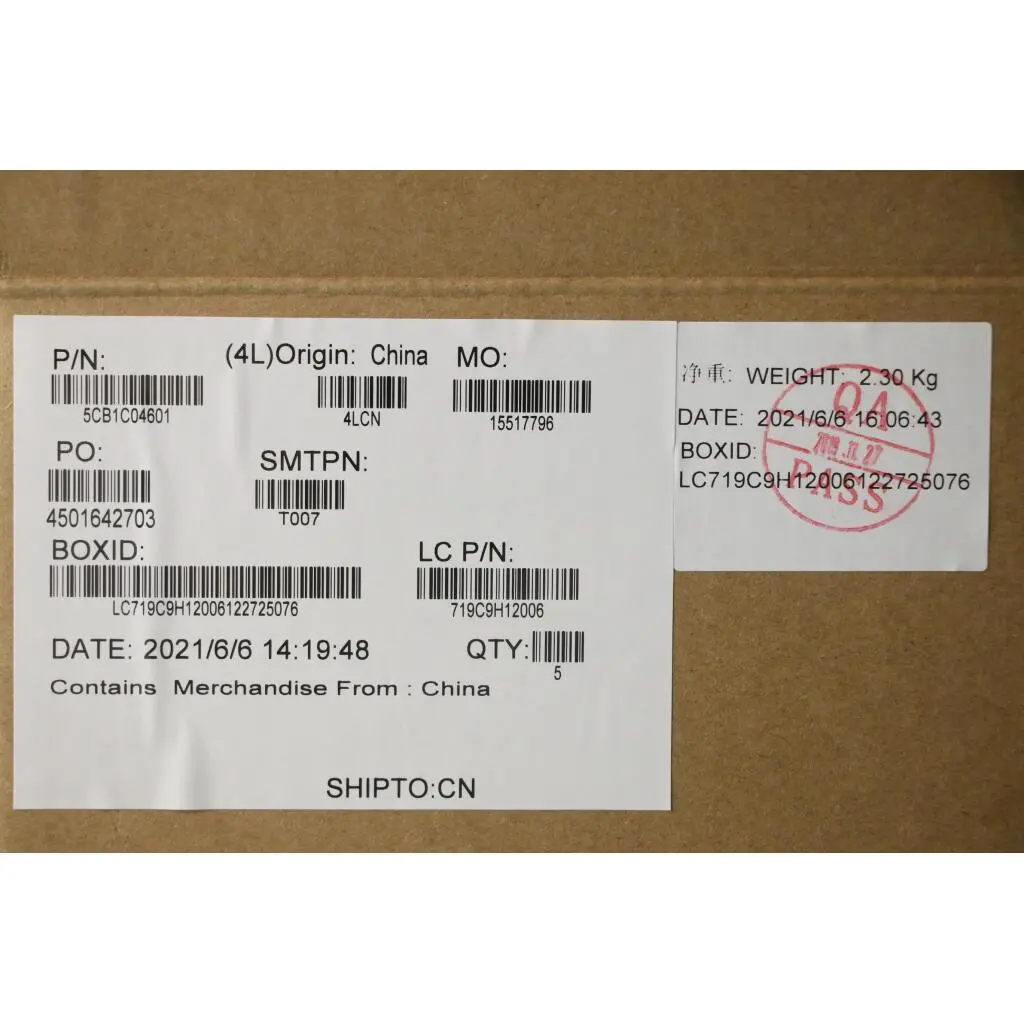 P/N: (4L)Origin: China MO:
5CB1C04601 4LCN 15517796
PO: SMTPN:
4501642703 T007
BOXID: LC P/N:
LC719C9H12006122725076 719C9H12006
DATE: 2021/6/6 14:19:48 QTY:
5
Contains Merchandise From : China
SHIPTO:CN
净重: WEIGHT: 2.30 Kg
DATE: 2021/6/6 16:06:43
BOXID:
LC719C9H12006122725076
QA
PASS